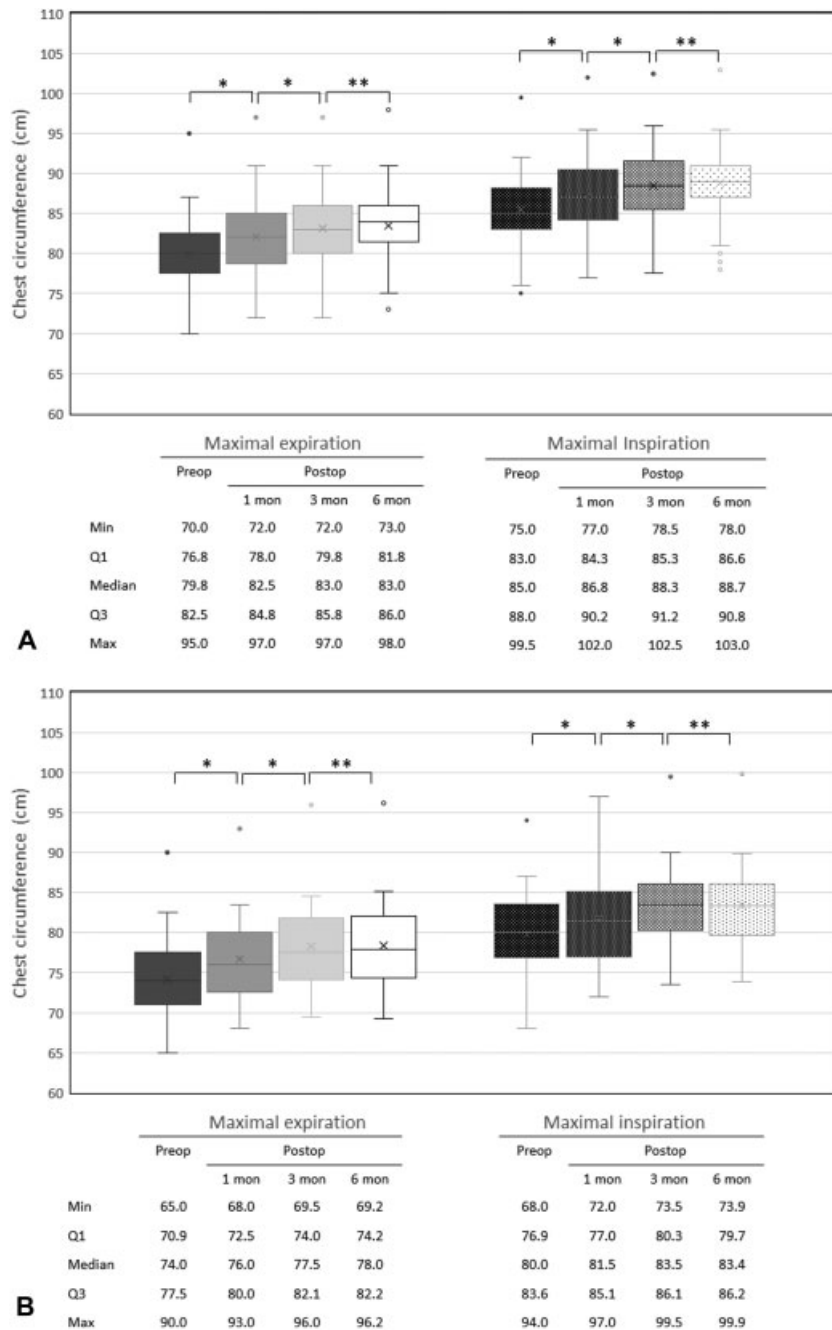 110
105
100
95
90
85
80
75
70
65
60
Chest circumference (cm)
* * ** * * **
Maximal expiration Maximal Inspiration
Preop Postop Preop Postop
1 mon 3 mon 6 mon 1 mon 3 mon 6 mon
Min 70.0 72.0 72.0 73.0 75.0 77.0 78.5 78.0
Q1 76.8 78.0 79.8 81.8 83.0 84.3 85.3 86.6
Median 79.8 82.5 83.0 83.0 85.0 86.8 88.3 88.7
Q3 82.5 84.8 85.8 86.0 88.0 90.2 91.2 90.8
Max 95.0 97.0 97.0 98.0 99.5 102.0 102.5 103.0
A
110
105
100
95
90
85
80
75
70
65
60
Chest circumference (cm)
* * ** * * **
Maximal expiration Maximal inspiration
Preop Postop Preop Postop
1 mon 3 mon 6 mon 1 mon 3 mon 6 mon
Min 65.0 68.0 69.5 69.2 68.0 72.0 73.5 73.9
Q1 70.9 72.5 74.0 74.2 76.9 77.0 80.3 79.7
Median 74.0 76.0 77.5 78.0 80.0 81.5 83.5 83.4
Q3 77.5 80.0 82.1 82.2 83.6 85.1 86.1 86.2
Max 90.0 93.0 96.0 96.2 94.0 97.0 99.5 99.9
B